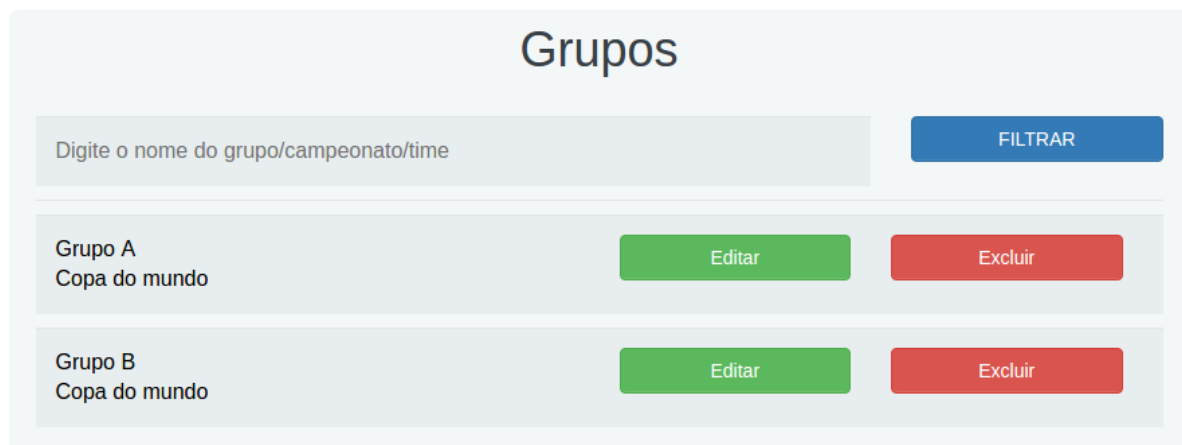 Grupos
Digite o nome do grupo/campeonato/time
FILTRAR
Grupo A
Copa do mundo
Editar
Excluir
Grupo B
Copa do mundo
Editar
Excluir